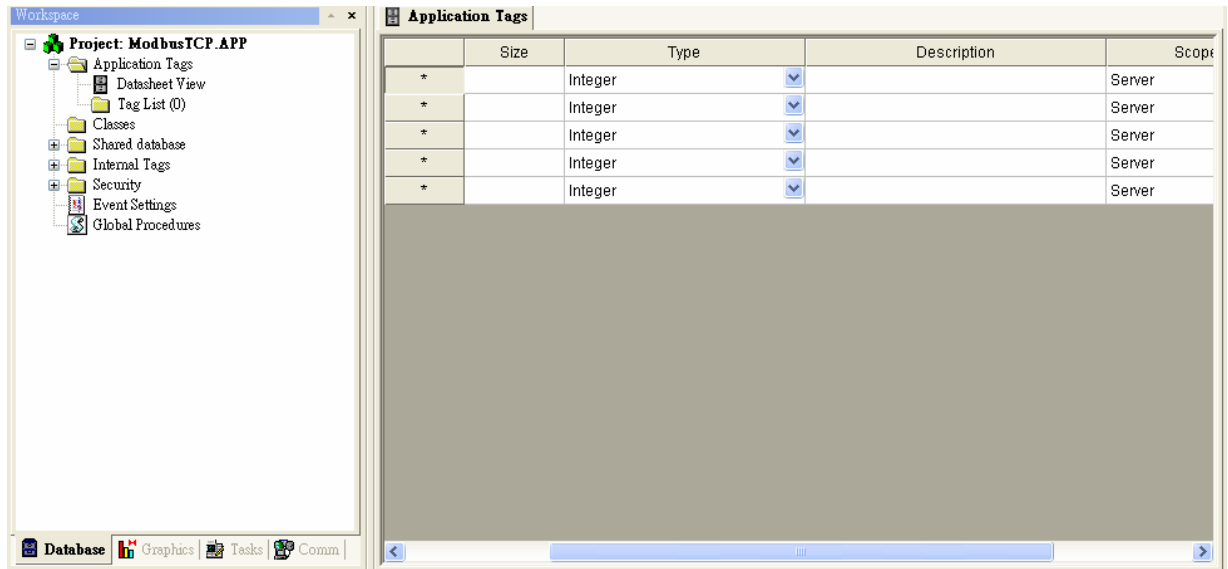 Workspace
Project: ModbusTCP.APP
Application Tags
Datasheet View
Tag List (0)
Classes
Shared database
Internal Tags
Security
Event Settings
Global Procedures
Database Graphics Tasks Comm
Application Tags
Size Type Description Scope
* Integer Server
* Integer Server
* Integer Server
* Integer Server
* Integer Server